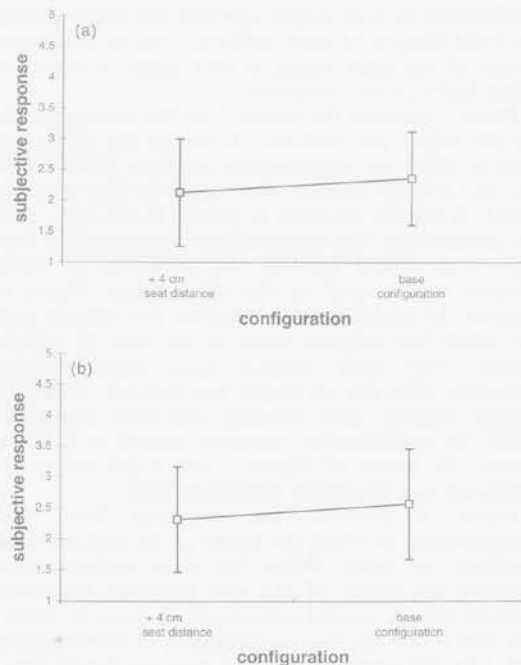 (a)
subjective response
5
4.5
4
3.5
3
2.5
2
1.5
1
+ 4 cm
seat distance
base
configuration
configuration
(b)
subjective response
5
4.5
4
3.5
3
2.5
2
1.5
1
+ 4 cm
seat distance
base
configuration
configuration